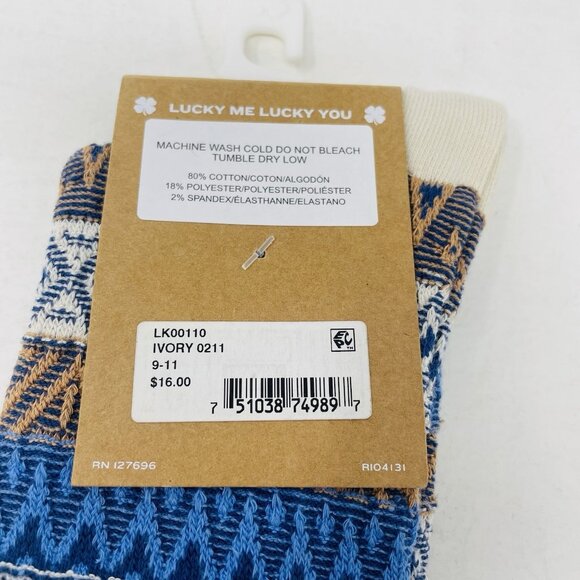 LUCKY ME LUCKY YOU
MACHINE WASH COLD DO NOT BLEACH
TUMBLE DRY LOW
80% COTTON/COTON/ALGODÓN
18% POLYESTER/POLYESTER/POLIÉSTER
2% SPANDEX/ÉLASTHANNE/ELASTANO
LK00110
IVORY 0211
9-11
$16.00
7 51038 74989 7
RN 127696
R104131